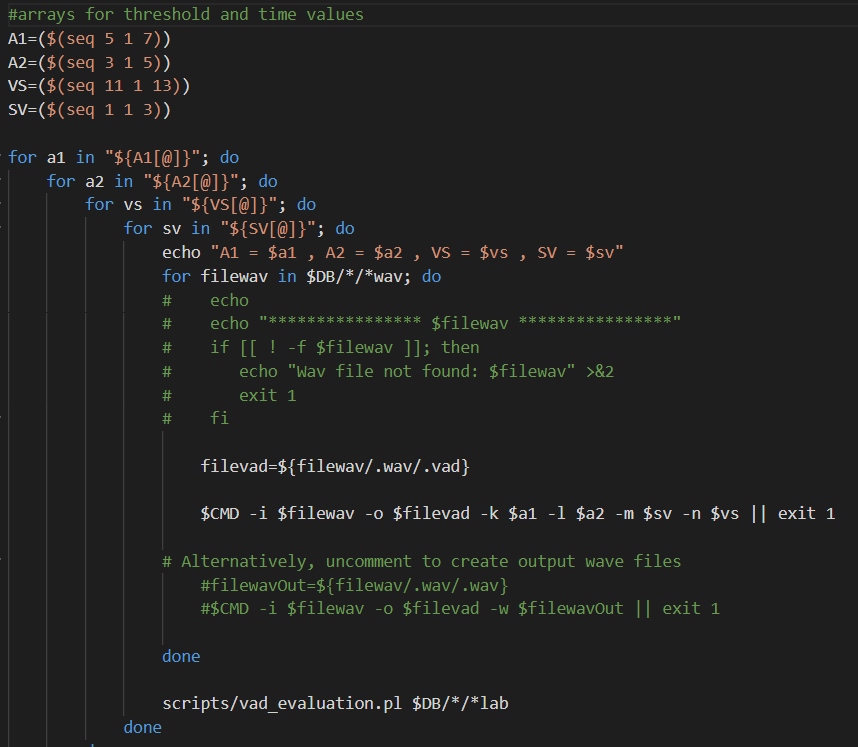 #arrays for threshold and time values
A1=($(seq 5 1 7))
A2=($(seq 3 1 5))
VS=($(seq 11 1 13))
SV=($(seq 1 1 3))
for a1 in "${A1[@]}"; do
for a2 in "${A2[@]}"; do
for vs in "${VS[@]}"; do
for sv in "${SV[@]}"; do
echo "A1 = $a1 , A2 = $a2 , VS = $vs , SV = $sv"
for filewav in $DB/*/*wav; do
#    echo
#    echo "**************** $filewav ****************"
#    if [[ ! -f $filewav ]]; then
#       echo "Wav file not found: $filewav" >&2
#       exit 1
#    fi
filevad=${filewav/.wav/.vad}
$CMD -i $filewav -o $filevad -k $a1 -l $a2 -m $sv -n $vs || exit 1
# Alternatively, uncomment to create output wave files
#filewavOut=${filewav/.wav/.wav}
#$CMD -i $filewav -o $filevad -w $filewavOut || exit 1
done
scripts/vad_evaluation.pl $DB/*/*lab
done